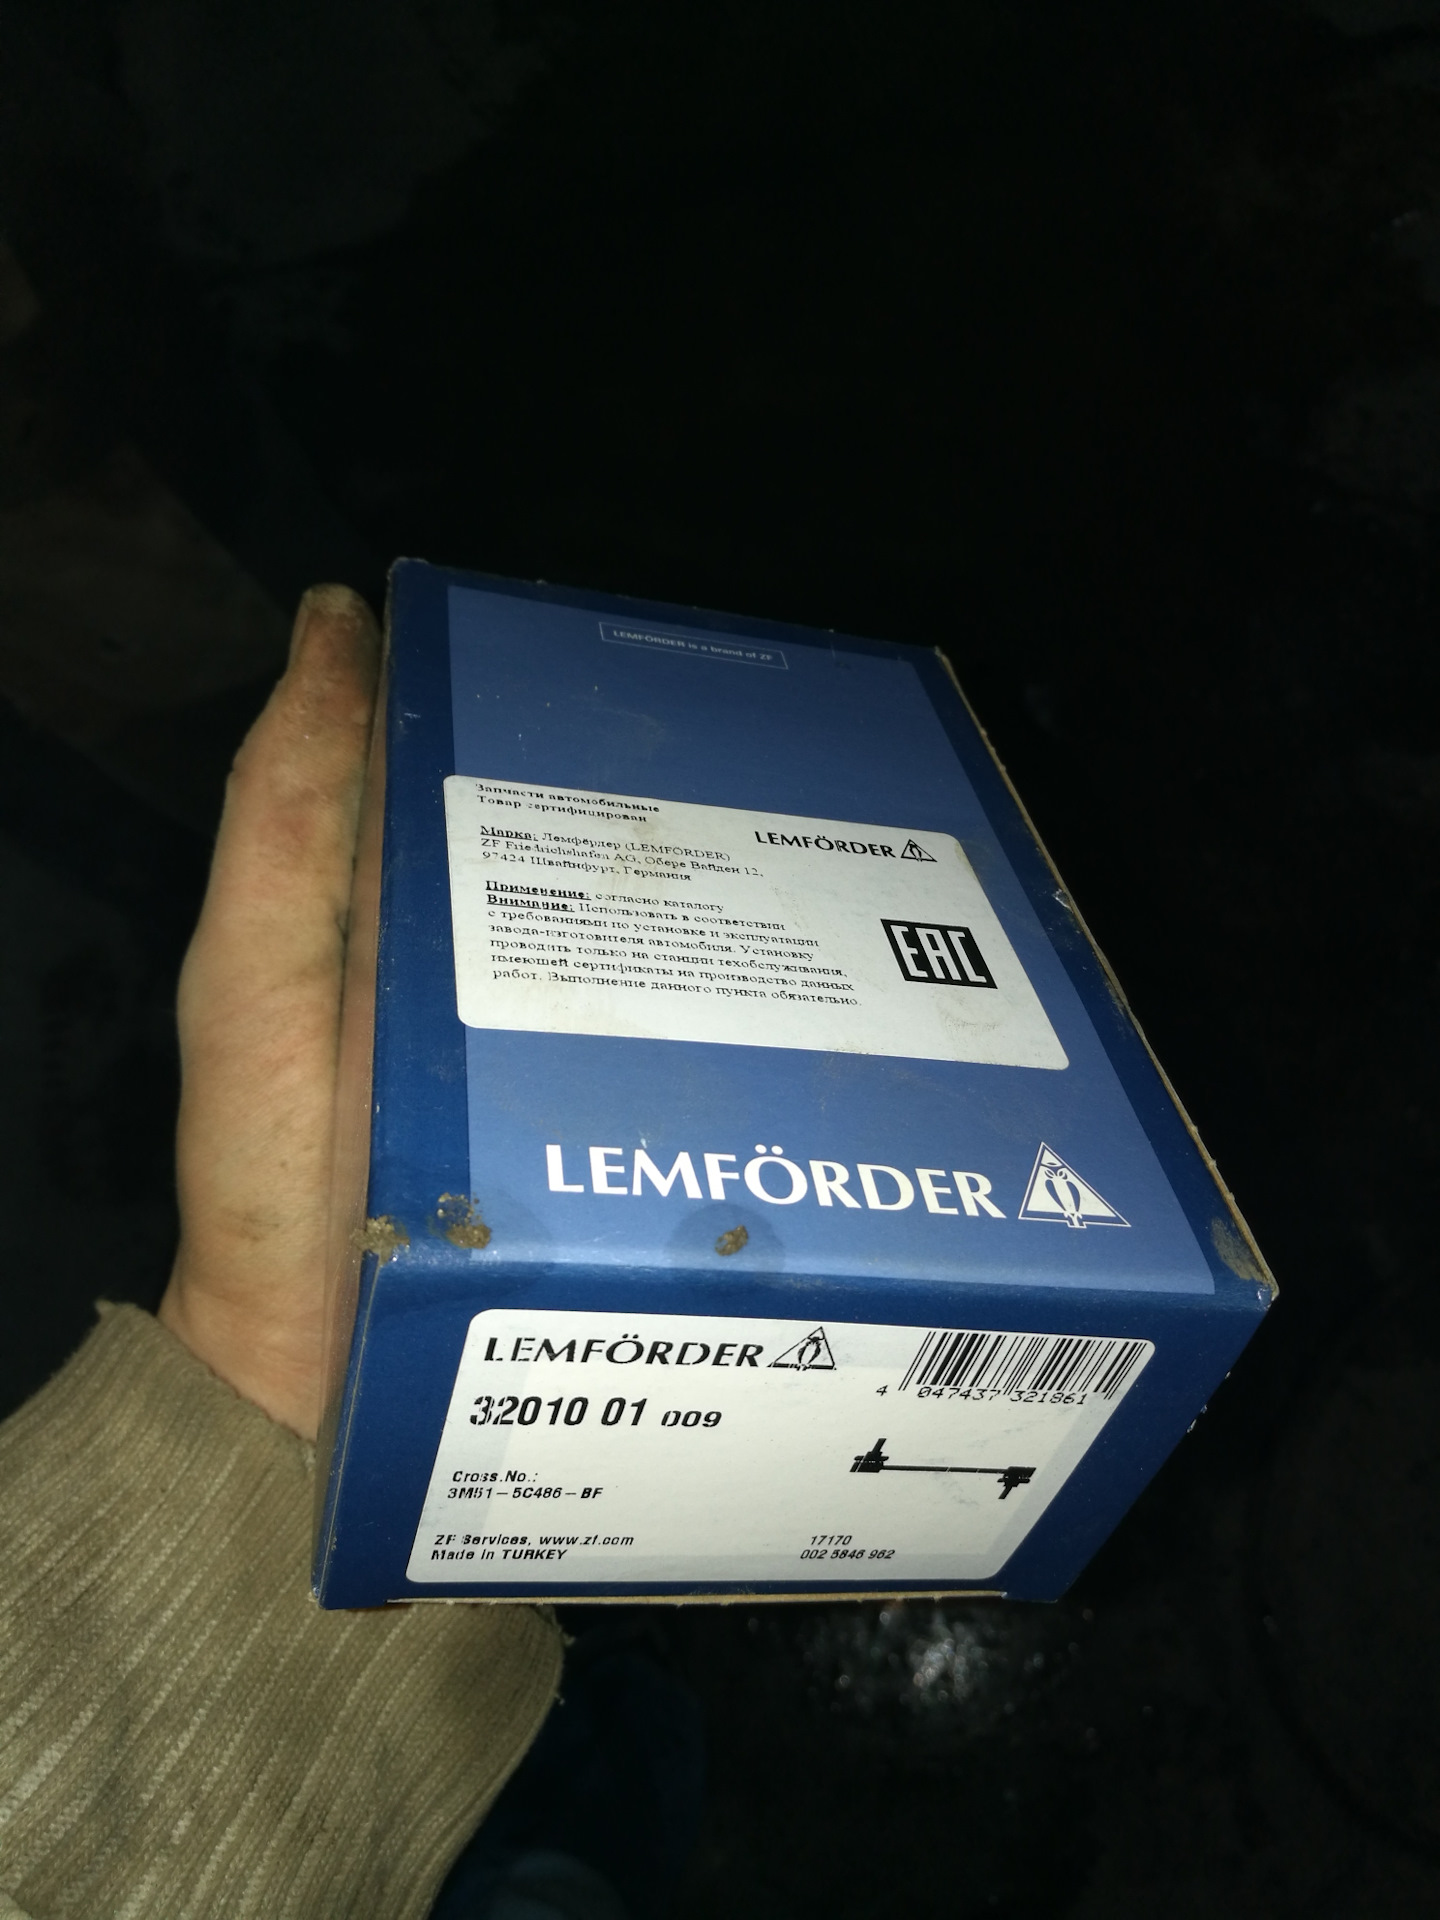 LEMFÖRDER is a brand of ZF
Запчасти автомобильные
Товар сертифицирован
LEMFÖRDER
Марка: Лемфёрдер (LEMFÖRDER)
ZF Friedrichshafen AG, Обере Вайден 12,
97424 Швайнфурт, Германия
Применение: согласно каталогу
Внимание: Использовать в соответствии
с требованиями по установке и эксплуатации
завода-изготовителя автомобиля. Установку
проводить только на станции техобслуживания,
имеющей сертификаты на производство данных
работ. Выполнение данного пункта обязательно.
EAC
LEMFÖRDER
LEMFÖRDER
4 047437 321861
32010 01 009
Cross.No.:
3M51-5C486-BF
ZF Services, www.zf.com
Made in TURKEY
17170
002 5846 962